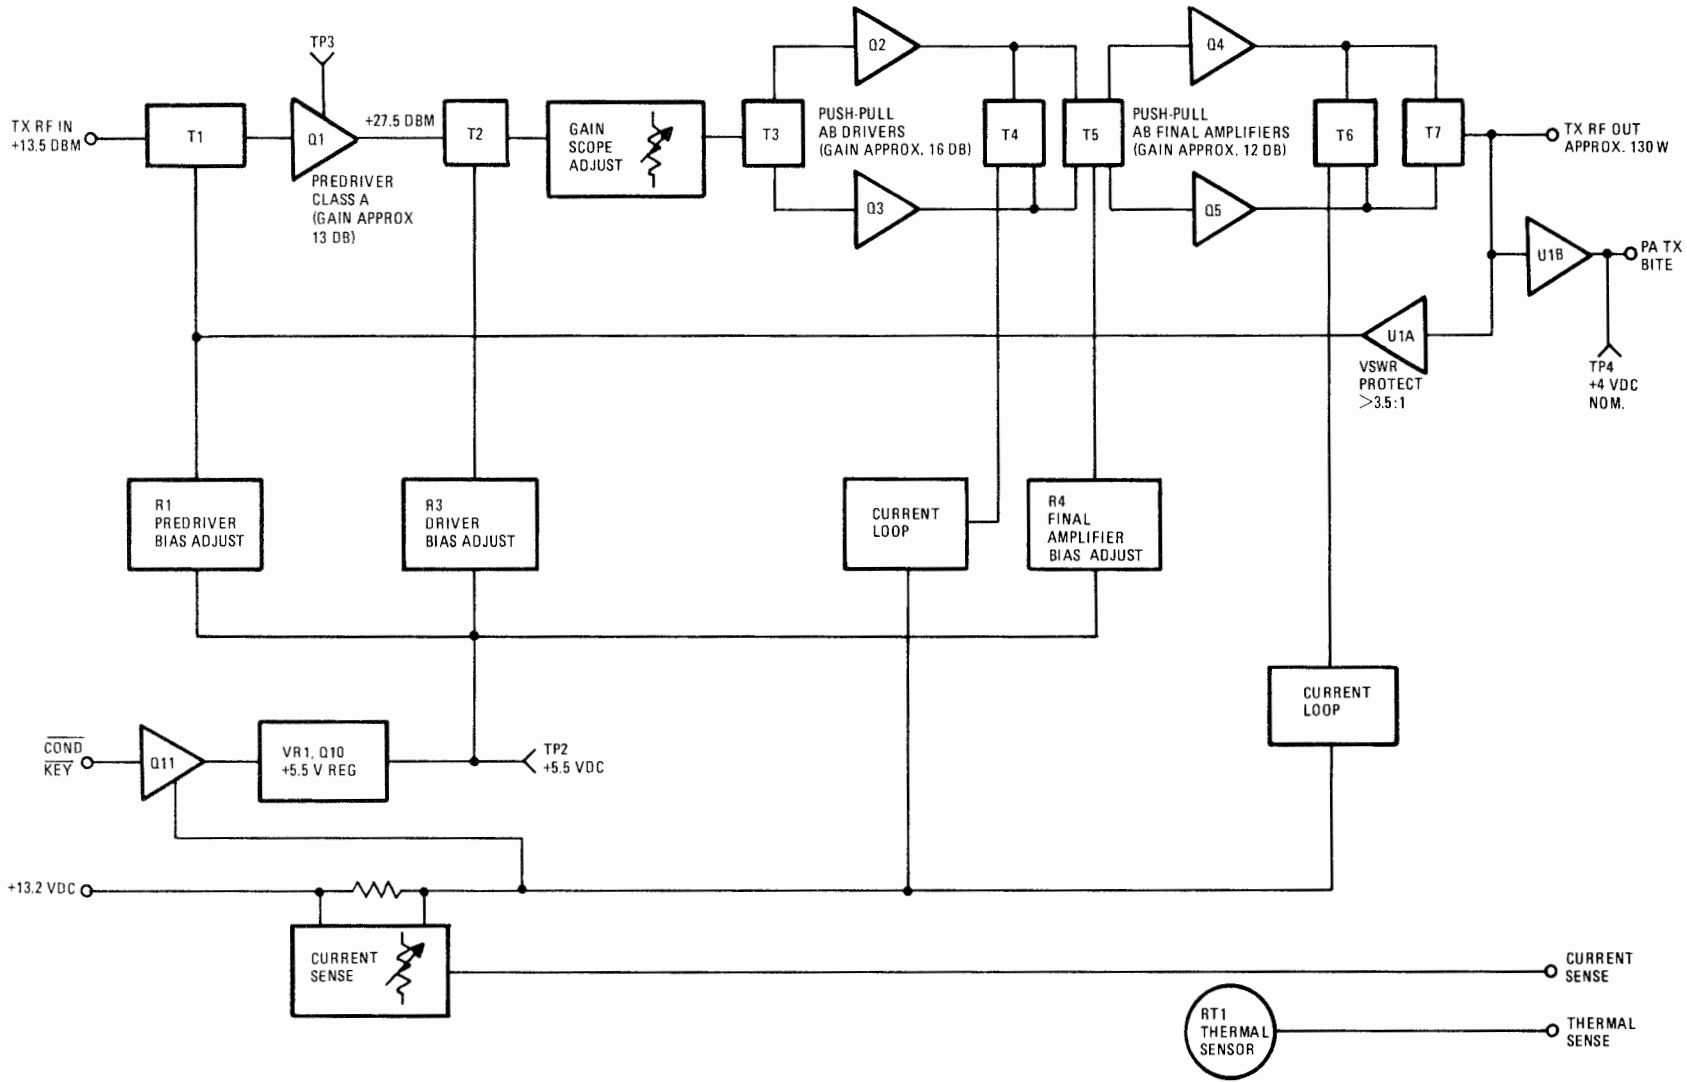 TP3
TX RF IN
+13.5 DBM
T1
Q1
+27.5 DBM
PREDRIVER
CLASS A
(GAIN APPROX
13 DB)
T2
GAIN
SCOPE
ADJUST
T3
Q2
Q3
PUSH-PULL
AB DRIVERS
(GAIN APPROX. 16 DB)
T4
T5
PUSH-PULL
AB FINAL AMPLIFIERS
(GAIN APPROX. 12 DB)
Q4
Q5
T6
T7
TX RF OUT
APPROX. 130 W
U1B
PA TX
BITE
U1A
VSWR
PROTECT
>3.5:1
TP4
+4 VDC
NOM.
R1
PREDRIVER
BIAS ADJUST
R3
DRIVER
BIAS ADJUST
CURRENT
LOOP
R4
FINAL
AMPLIFIER
BIAS ADJUST
CURRENT
LOOP
COND
KEY
Q11
VR1, Q10
+5.5 V REG
TP2
+5.5 VDC
+13.2 VDC
CURRENT
SENSE
CURRENT
SENSE
RT1
THERMAL
SENSOR
THERMAL
SENSE